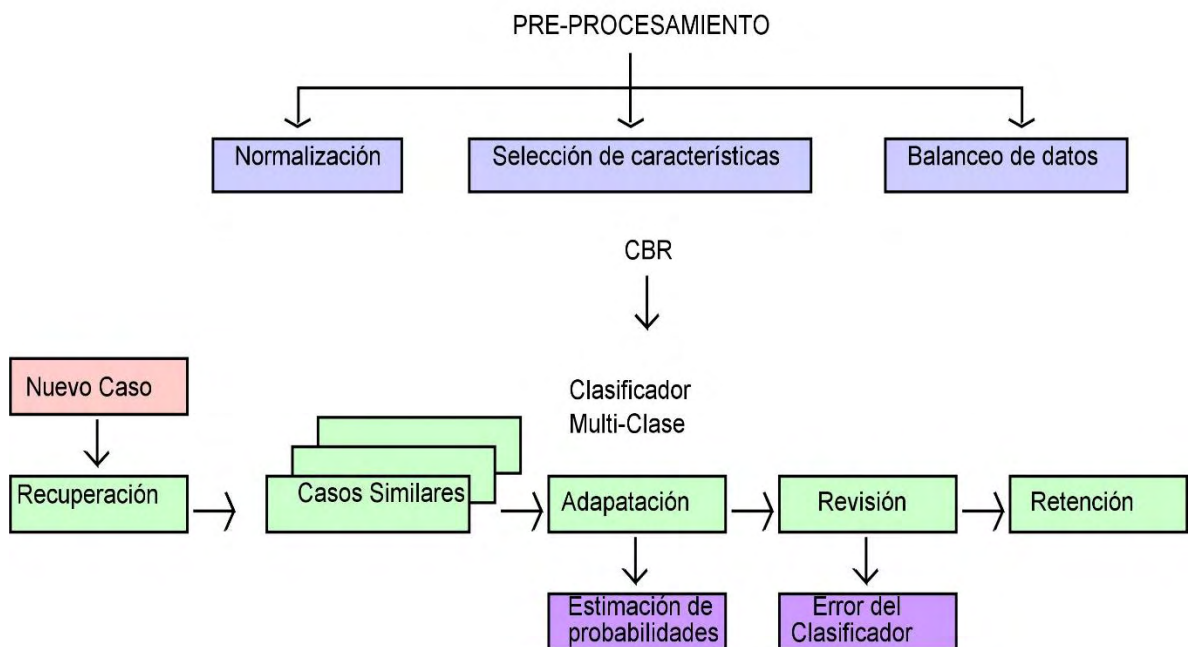 PRE-PROCESAMIENTO
Normalización
Selección de características
Balanceo de datos
CBR
Nuevo Caso
Clasificador
Multi-Clase
Recuperación
Casos Similares
Adapatación
Revisión
Retención
Estimación de
probabilidades
Error del
Clasificador